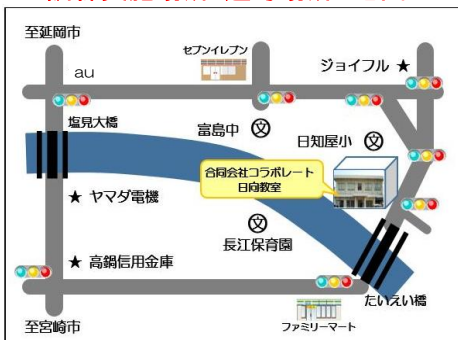 至延岡市
セブンイレブン
ジョイフル ★
au
塩見大橋
富島中
文
日知屋小
文
合同会社コラボレート
日向教室
★ ヤマダ電機
文
長江保育園
★ 高鍋信用金庫
たいえい橋
至宮崎市
ファミリーマート